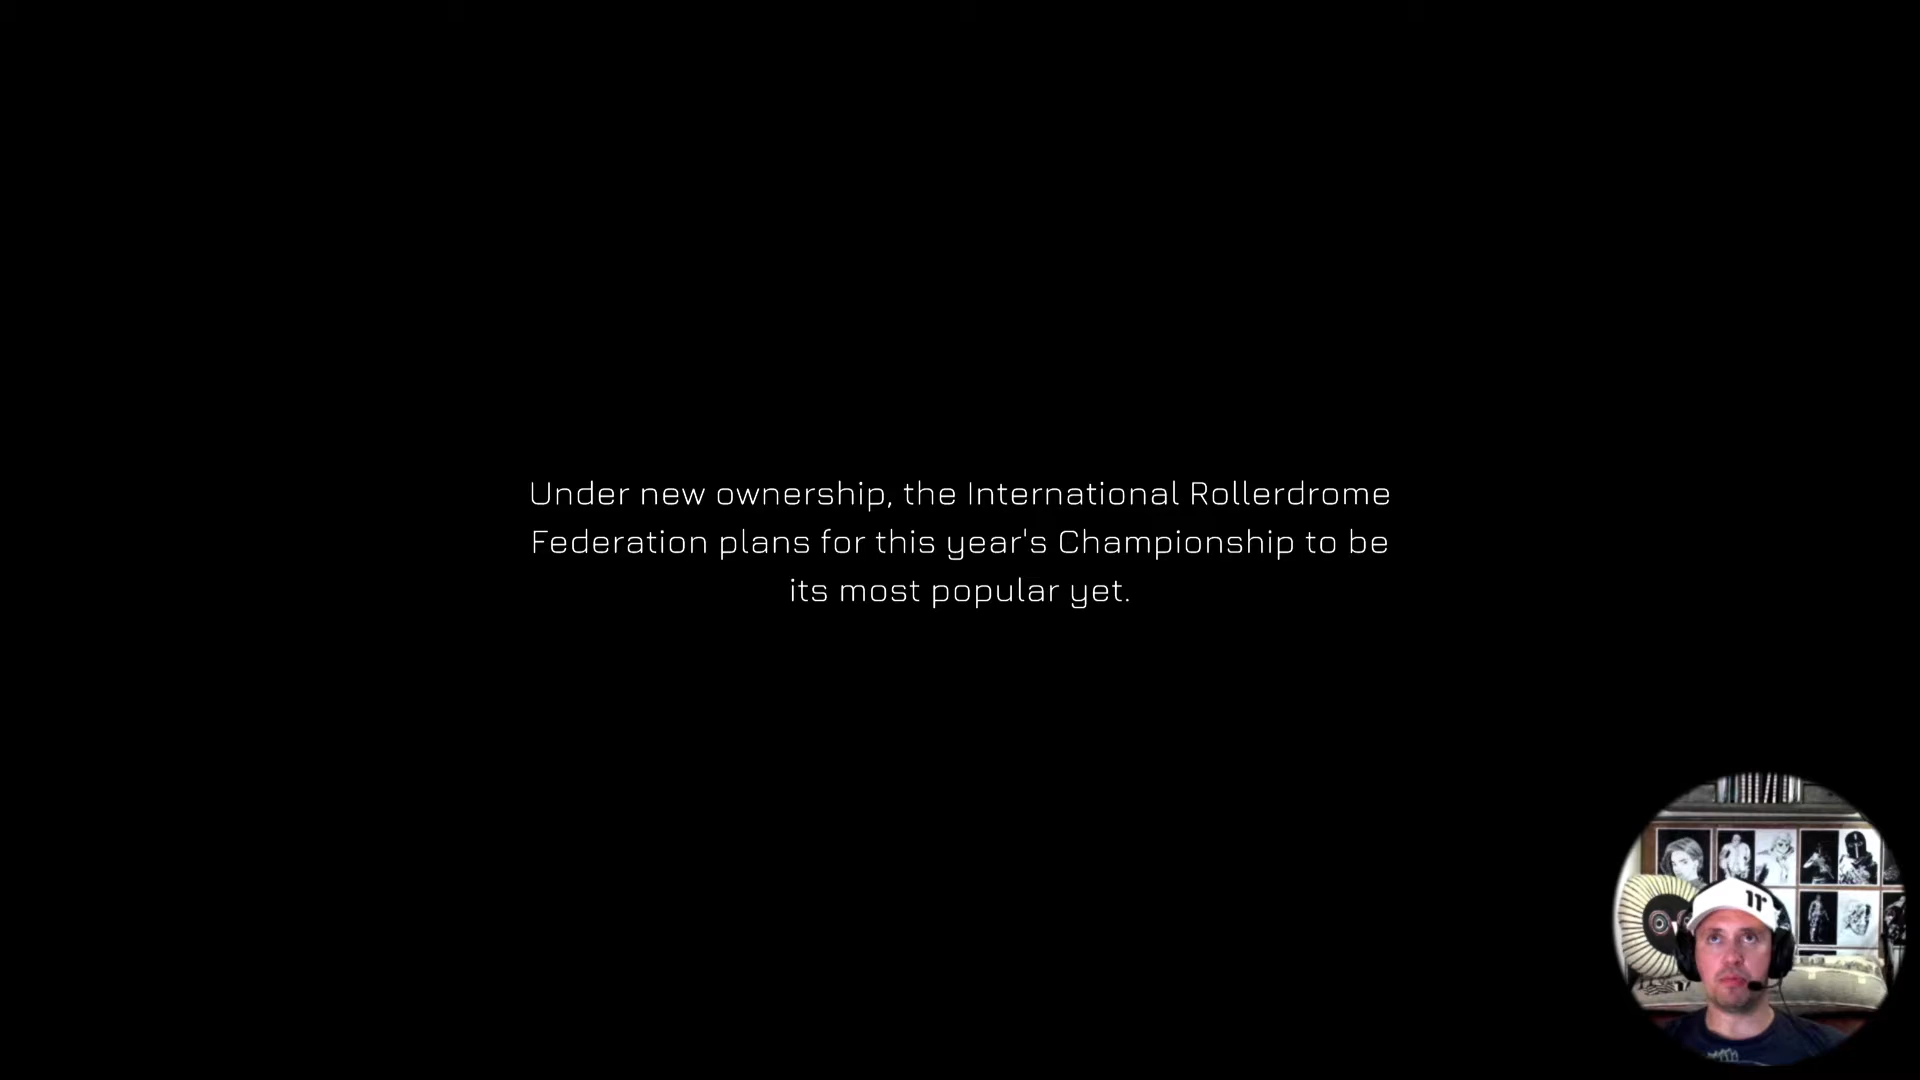 Under new ownership, the International Rollerdrome
Federation plans for this year's Championship to be
its most popular yet.